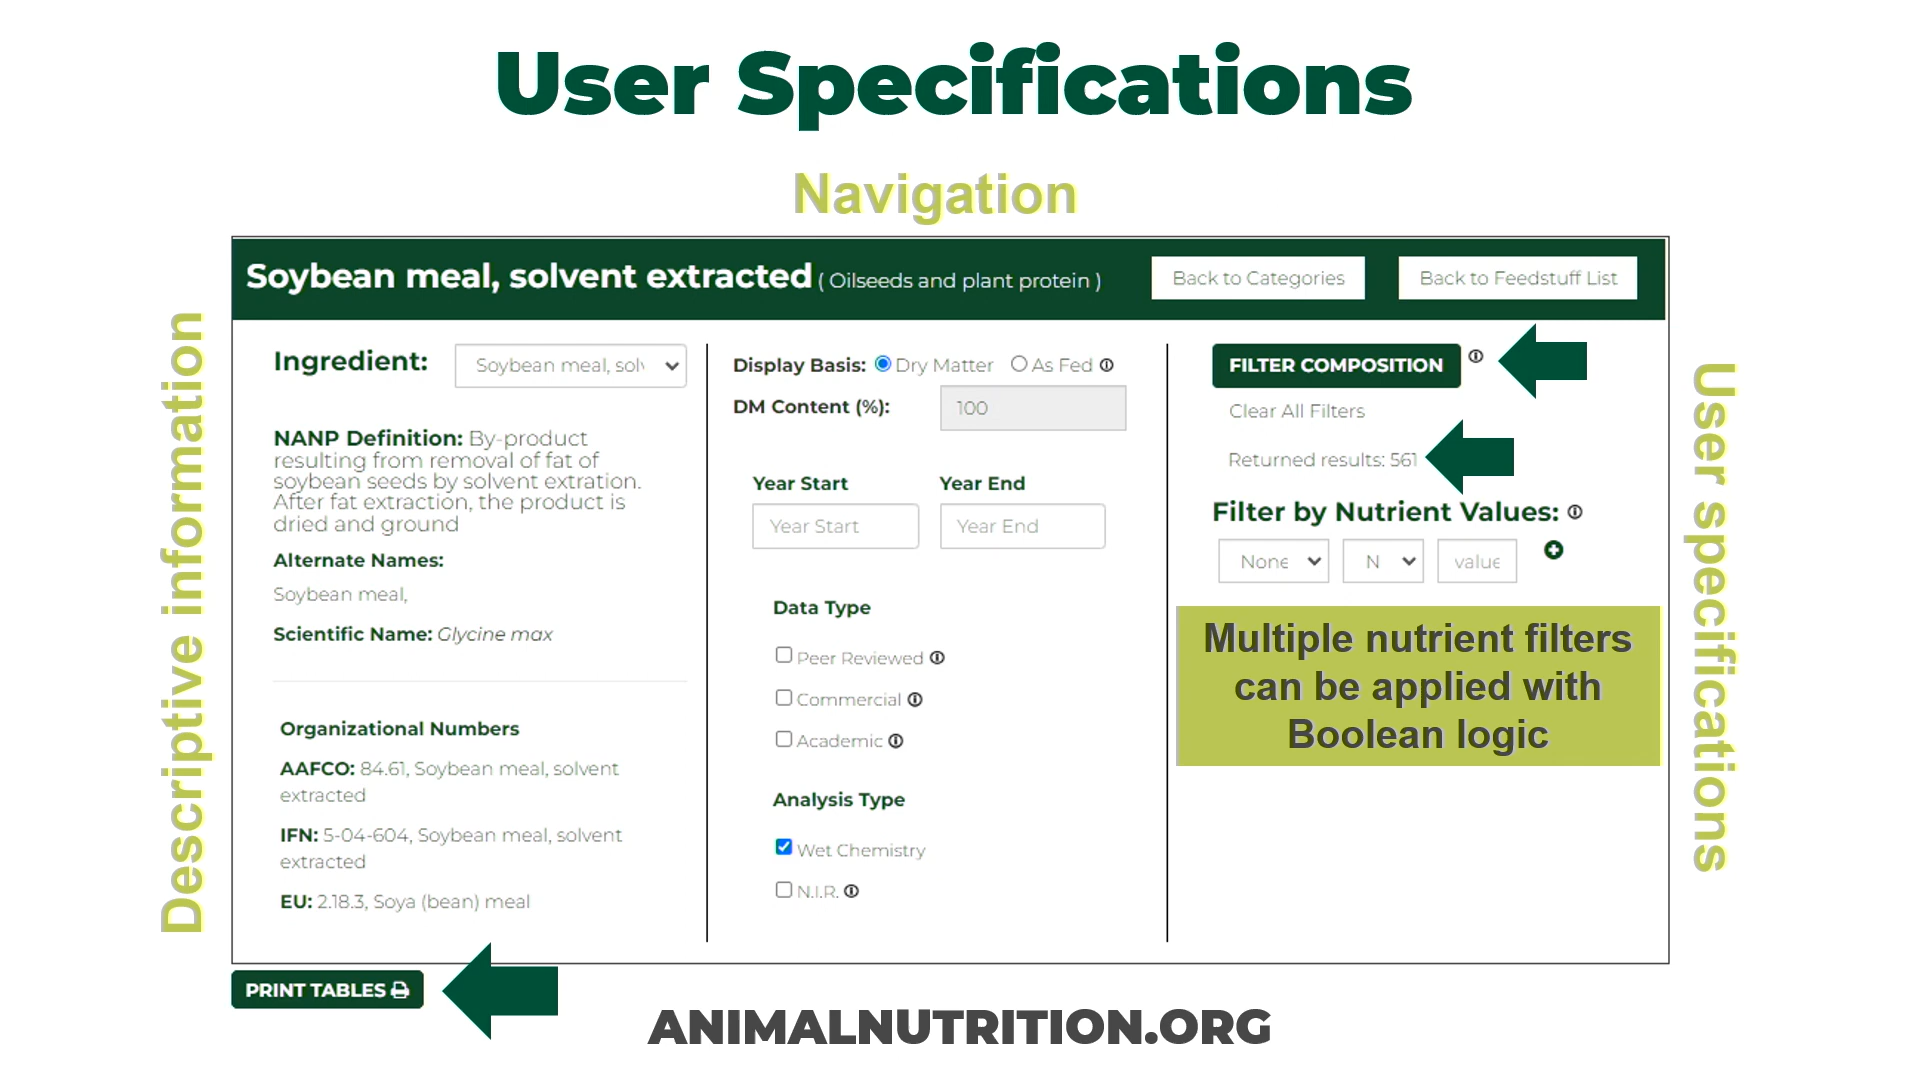 User Specifications
Navigation
Descriptive information
Soybean meal, solvent extracted ( Oilseeds and plant protein )
Back to Categories
Back to Feedstuff List
Ingredient:
Soybean meal, solv
NANP Definition: By-product
resulting from removal of fat of
soybean seeds by solvent extration.
After fat extraction, the product is
dried and ground
Alternate Names:
Soybean meal,
Scientific Name: Glycine max
Organizational Numbers
AAFCO: 84.61, Soybean meal, solvent
extracted
IFN: 5-04-604, Soybean meal, solvent
extracted
EU: 2.18.3, Soya (bean) meal
Display Basis: Dry Matter As Fed
DM Content (%): 100
Year Start Year End
Year Start Year End
Data Type
Peer Reviewed
Commercial
Academic
Analysis Type
Wet Chemistry
N.I.R.
FILTER COMPOSITION
Clear All Filters
Returned results: 561
Filter by Nutrient Values:
None N value
Multiple nutrient filters
can be applied with
Boolean logic
User specifications
PRINT TABLES
ANIMALNUTRITION.ORG